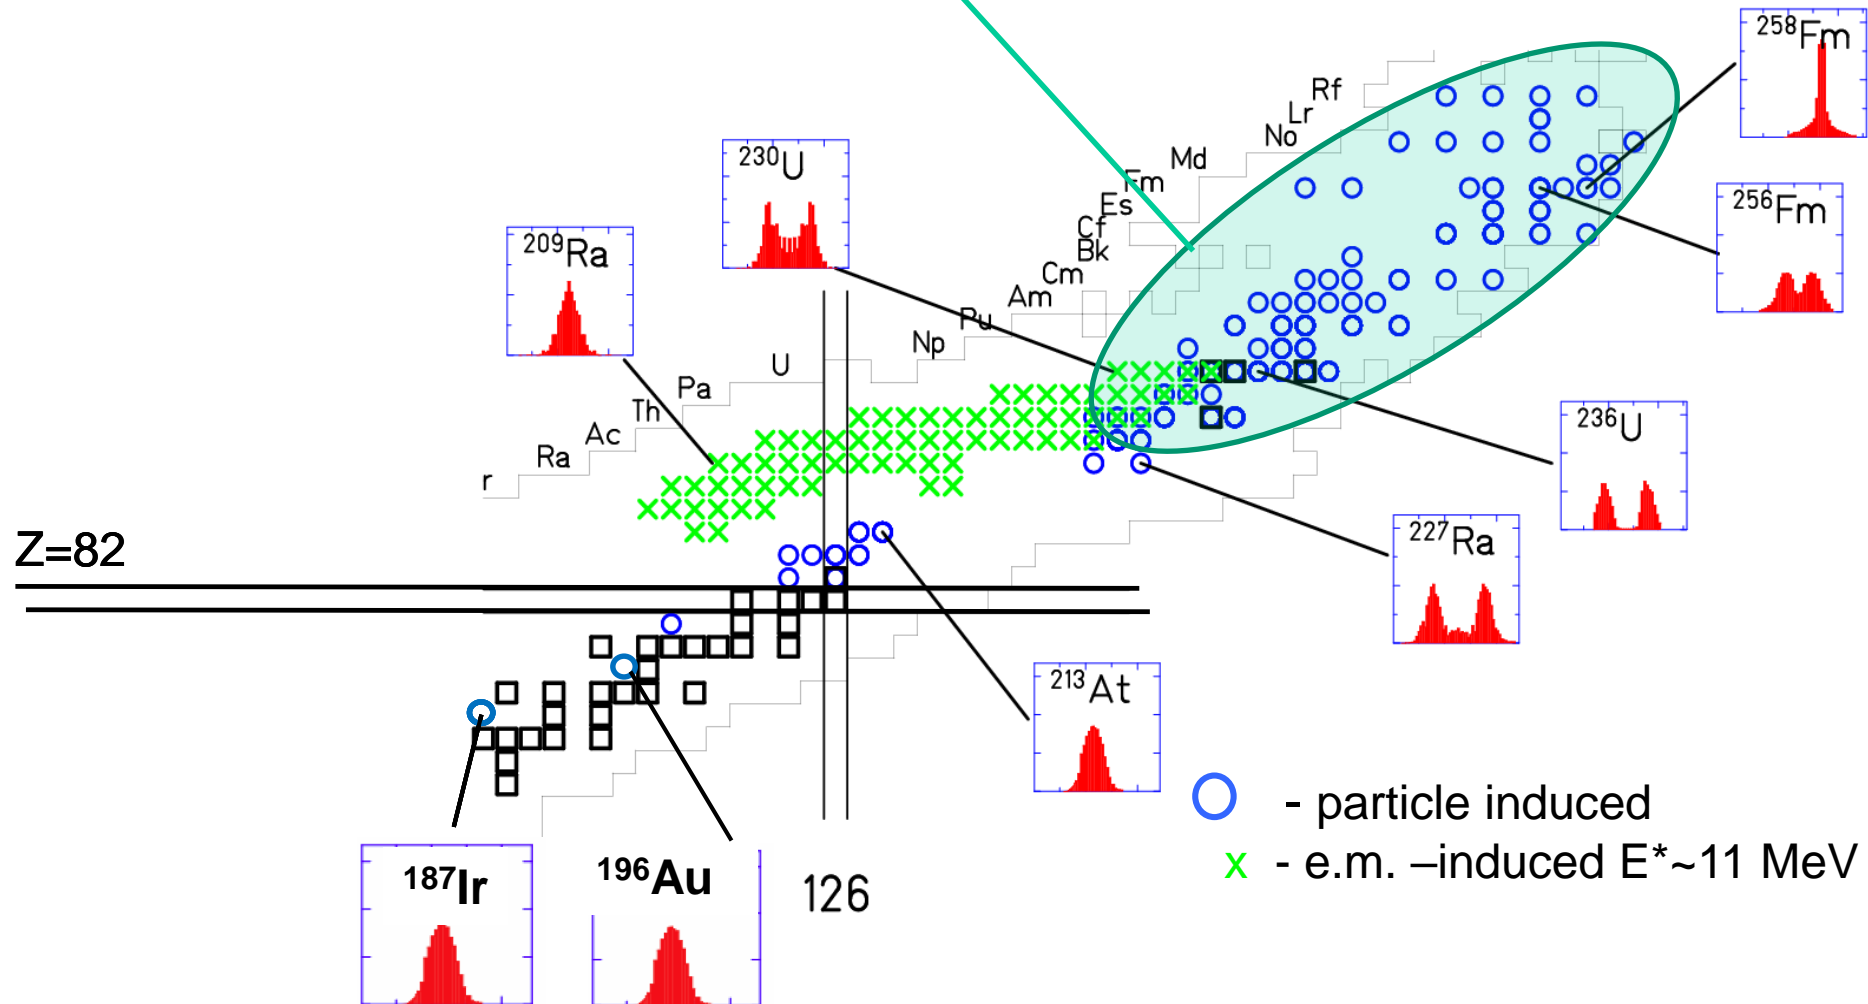 258Fm
Rf
Lr
No
230U
Md
Fm
256Fm
Es
209Ra
Cf
Bk
Cm
Am
Pu
Np
U
Pa
Th
236U
Ac
Ra
r
227Ra
Z=82
213At
- particle induced
x - e.m. –induced E*~11 MeV
187Ir
196Au
126